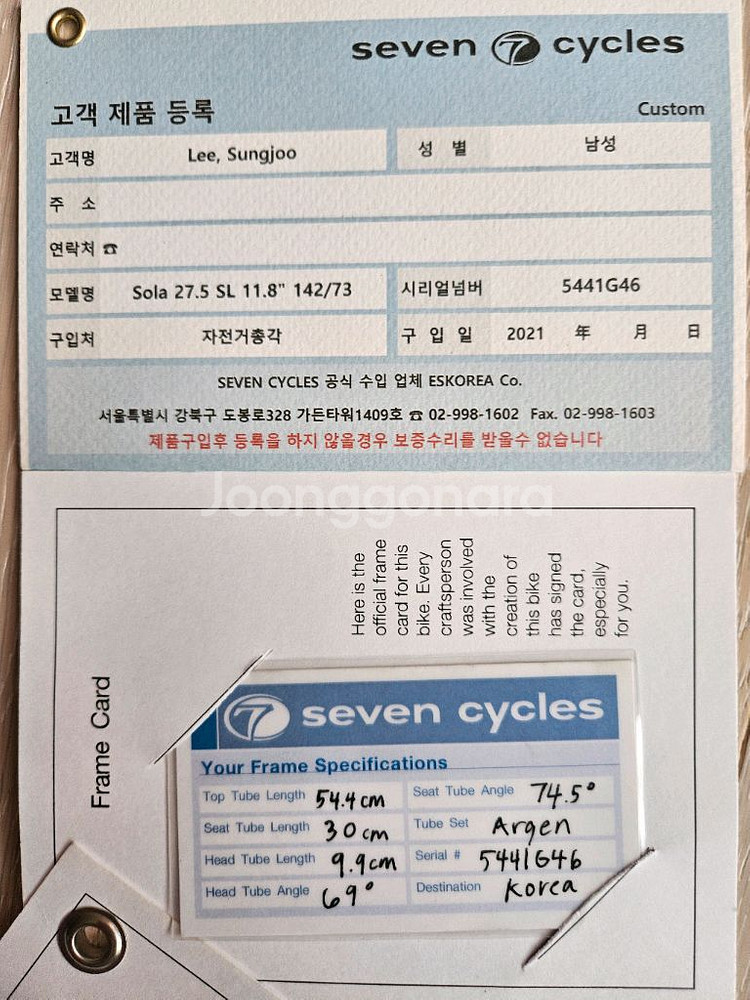 seven 7 cycles
고객 제품 등록
Custom
고객명 Lee, Sungjoo 성 별 남성
주 소
연락처 ☎
모델명 Sola 27.5 SL 11.8" 142/73 시리얼넘버 5441G46
구입처 자전거총각 구 입 일 2021 年 月 日
SEVEN CYCLES 공식 수입 업체 ESKOREA Co.
서울특별시 강북구 도봉로328 가든타워1409호 ☎ 02-998-1602 Fax. 02-998-1603
제품구입후 등록을 하지 않을경우 보증수리를 받을수 없습니다
Joonggonara
Here is the
official frame
card for this
bike. Every
craftsperson
was involved
with the
creation of
this bike
has signed
the card,
especially
for you.
Frame Card
7 seven cycles
Your Frame Specifications
Top Tube Length 54.4 cm Seat Tube Angle 74.5°
Seat Tube Length 30 cm Tube Set Argen
Head Tube Length 9.9cm Serial # 5441G46
Head Tube Angle 69° Destination Korea